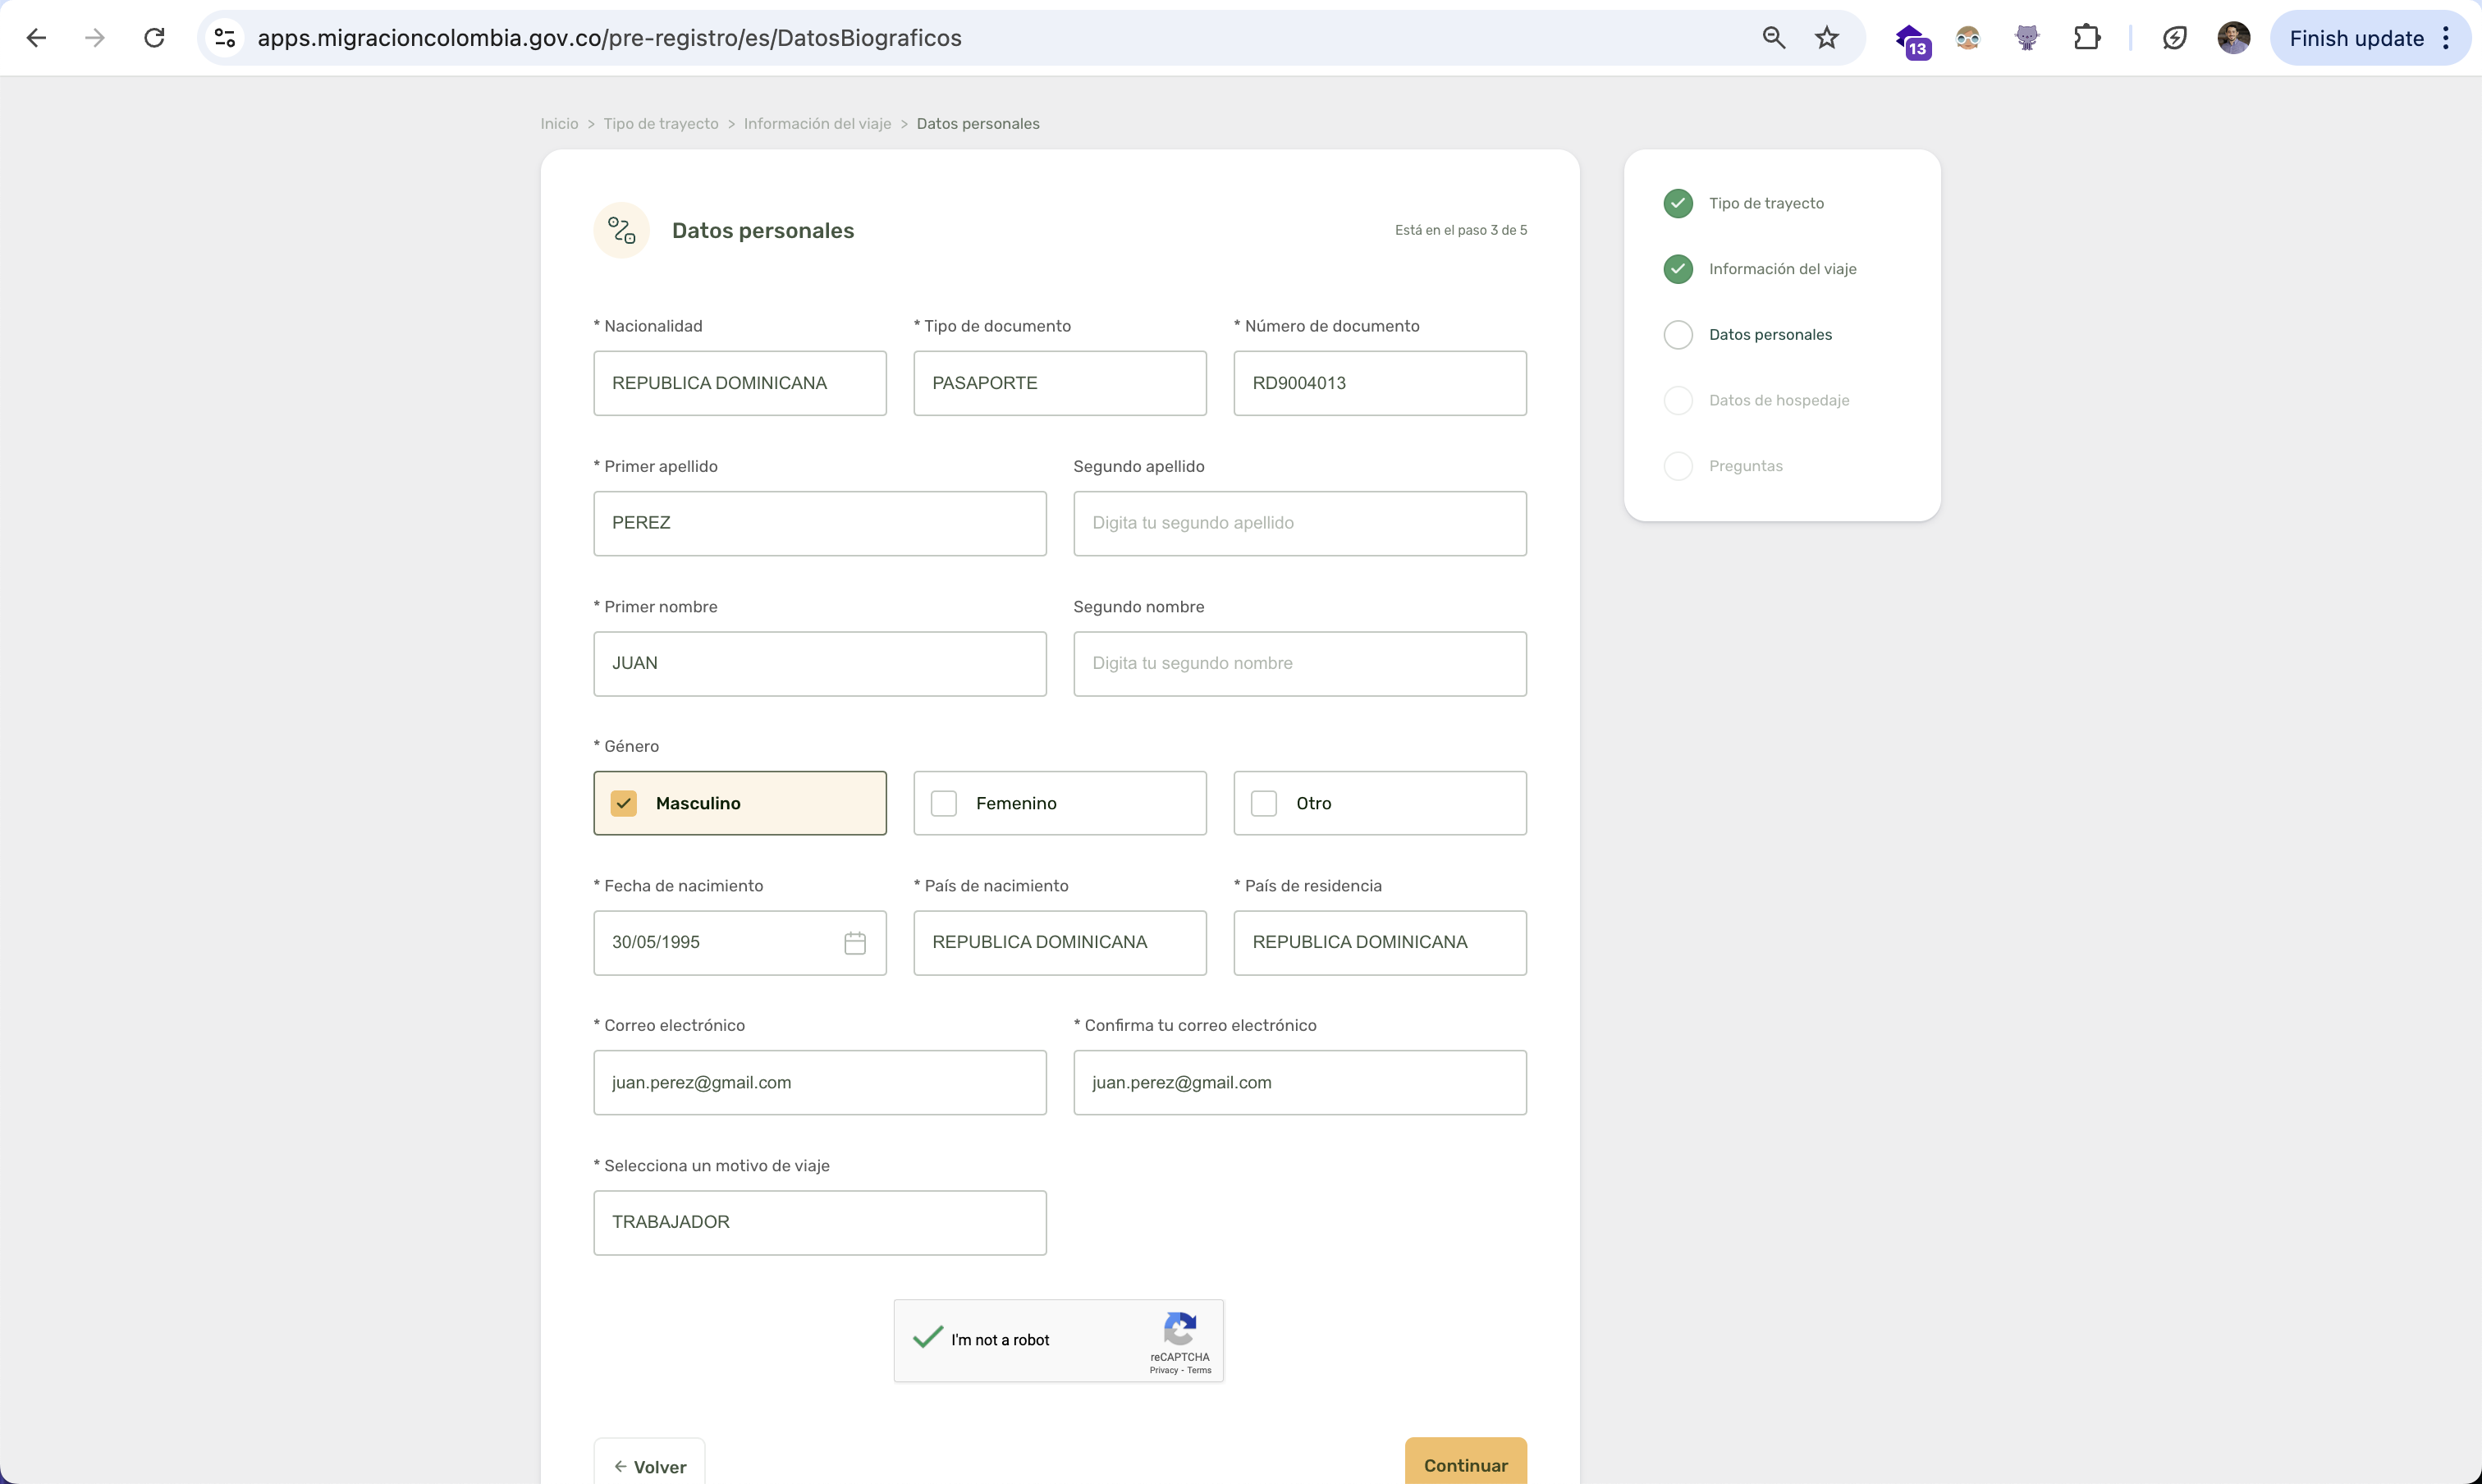 apps.migracioncolombia.gov.co/pre-registro/es/DatosBiograficos
13
Finish update
Inicio > Tipo de trayecto > Información del viaje > Datos personales
Datos personales
Está en el paso 3 de 5
* Nacionalidad
* Tipo de documento
* Número de documento
REPUBLICA DOMINICANA
PASAPORTE
RD9004013
* Primer apellido
Segundo apellido
PEREZ
Digita tu segundo apellido
* Primer nombre
Segundo nombre
JUAN
Digita tu segundo nombre
* Género
Masculino
Femenino
Otro
* Fecha de nacimiento
* País de nacimiento
* País de residencia
30/05/1995
REPUBLICA DOMINICANA
REPUBLICA DOMINICANA
* Correo electrónico
* Confirma tu correo electrónico
juan.perez@gmail.com
juan.perez@gmail.com
* Selecciona un motivo de viaje
TRABAJADOR
I'm not a robot
reCAPTCHA
Privacy - Terms
Volver
Continuar
Tipo de trayecto
Información del viaje
Datos personales
Datos de hospedaje
Preguntas